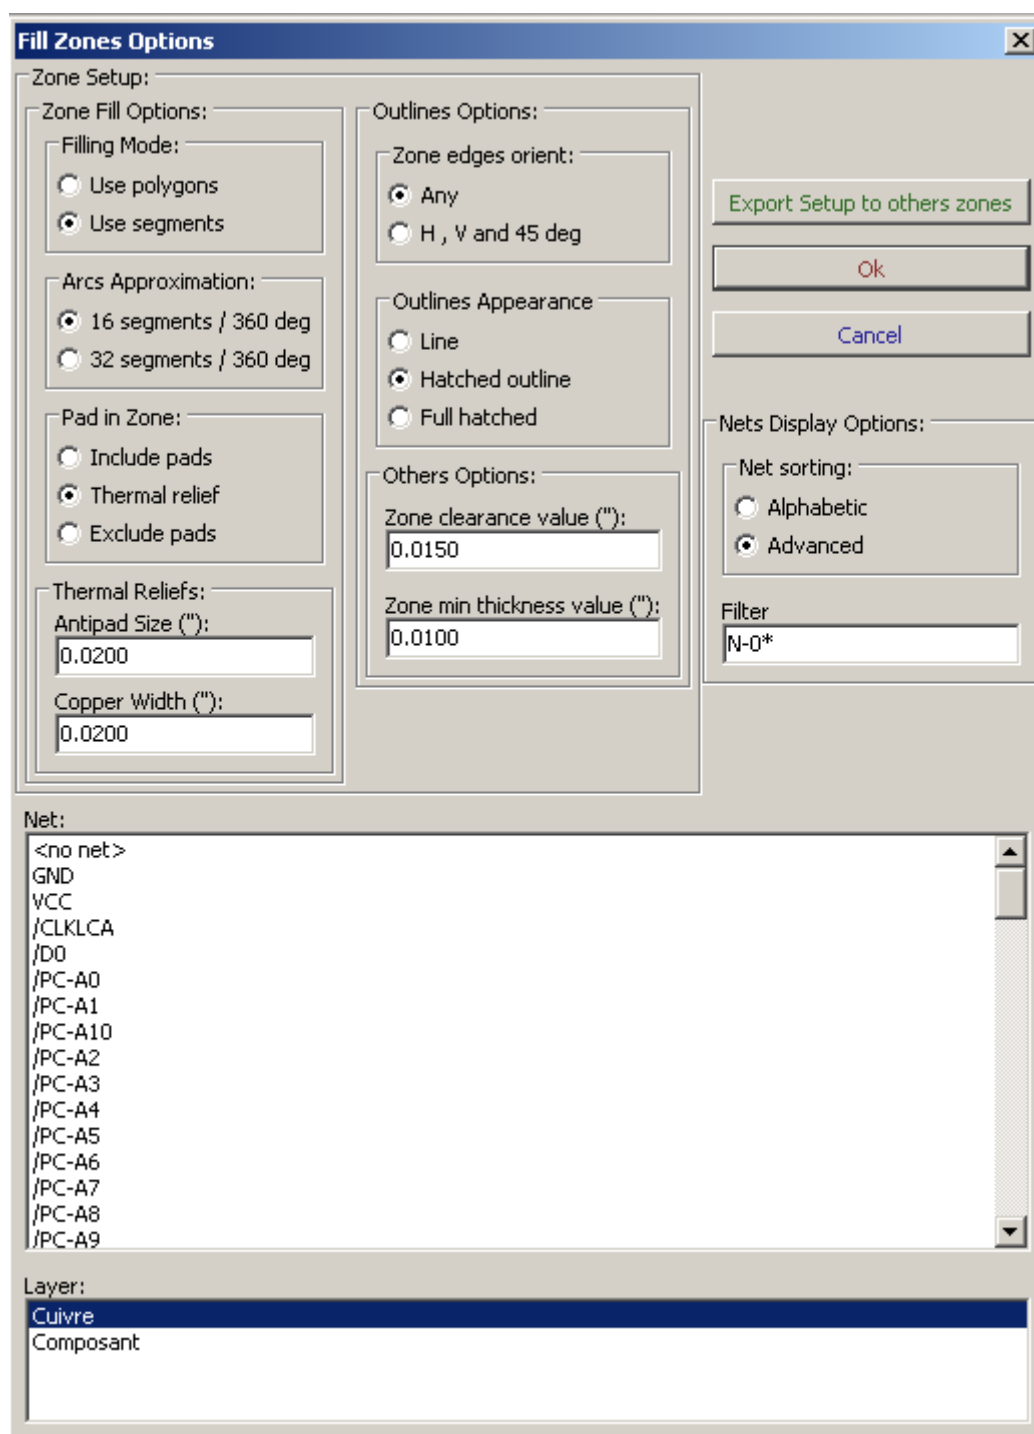 Fill Zones Options
Zone Setup:
Zone Fill Options:
Filling Mode:
Use polygons
Use segments
Arcs Approximation:
16 segments / 360 deg
32 segments / 360 deg
Pad in Zone:
Include pads
Thermal relief
Exclude pads
Thermal Reliefs:
Antipad Size ("):
0.0200
Copper Width ("):
0.0200
Outlines Options:
Zone edges orient:
Any
H , V and 45 deg
Outlines Appearance
Line
Hatched outline
Full hatched
Others Options:
Zone clearance value ("):
0.0150
Zone min thickness value ("):
0.0100
Export Setup to others zones
Ok
Cancel
Nets Display Options:
Net sorting:
Alphabetic
Advanced
Filter
N-0*
Net:
<no net>
GND
VCC
/CLKLCA
/D0
/PC-A0
/PC-A1
/PC-A10
/PC-A2
/PC-A3
/PC-A4
/PC-A5
/PC-A6
/PC-A7
/PC-A8
/PC-A9
Layer:
Cuivre
Composant